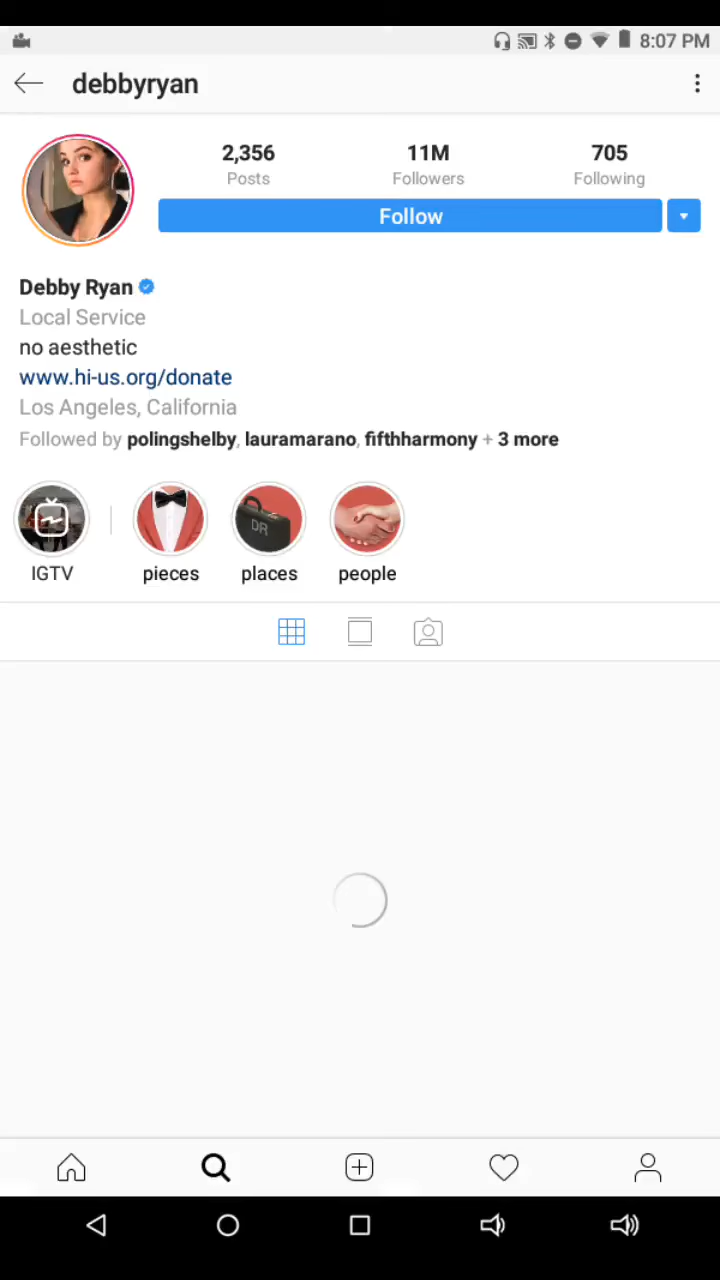 8:07 PM
debbyryan
2,356 11M 705
Posts Followers Following
Follow
Debby Ryan
Local Service
no aesthetic
www.hi-us.org/donate
Los Angeles, California
Followed by polingshelby, lauramarano, fifthharmony + 3 more
DR
IGTV pieces places people